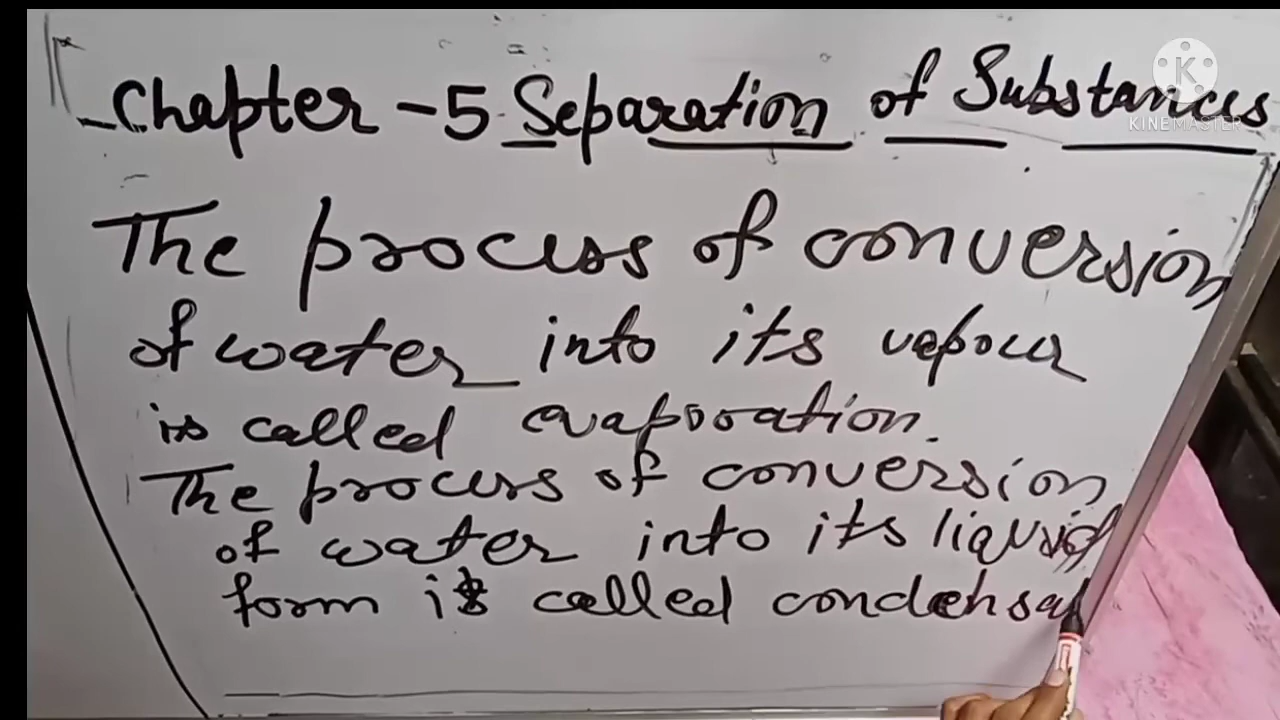 Chapter - 5 Separation of Substances
The process of conversion
of water into its vapour
is called evaporation.
The process of conversion
of water into its liquid
form is called condensa
K
KINEMASTER